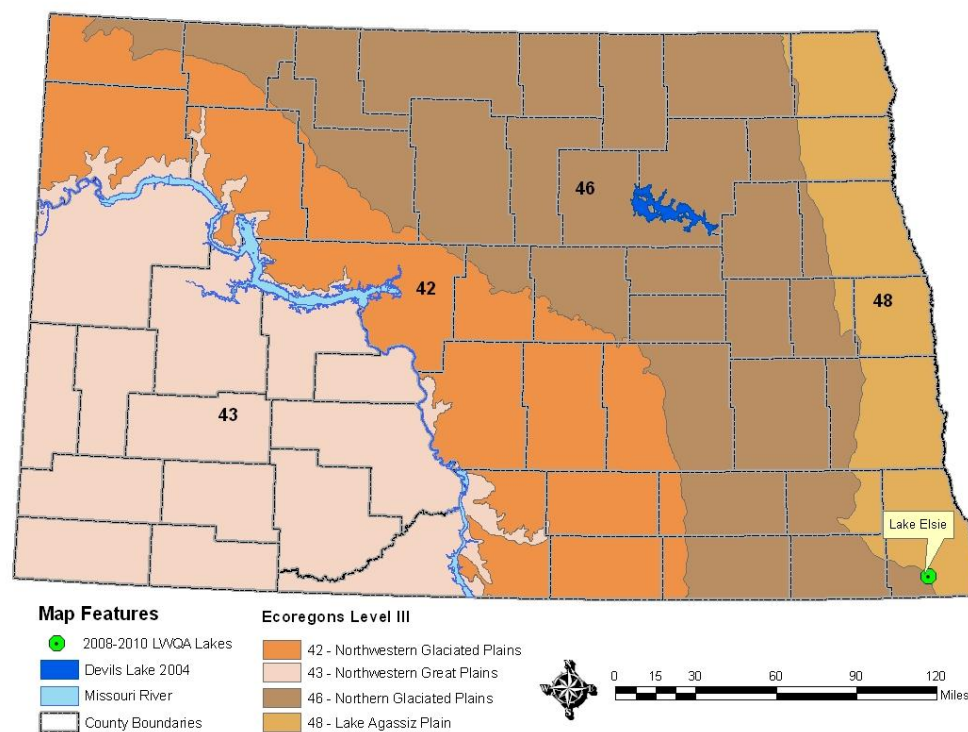 46
48
42
43
Lake Elsie
Map Features
2008-2010 LWQA Lakes
Devils Lake 2004
Missouri River
County Boundaries
Ecoregons Level III
42 - Northwestern Glaciated Plains
43 - Northwestern Great Plains
46 - Northern Glaciated Plains
48 - Lake Agassiz Plain
N
S
0 15 30 60 90 120
Miles